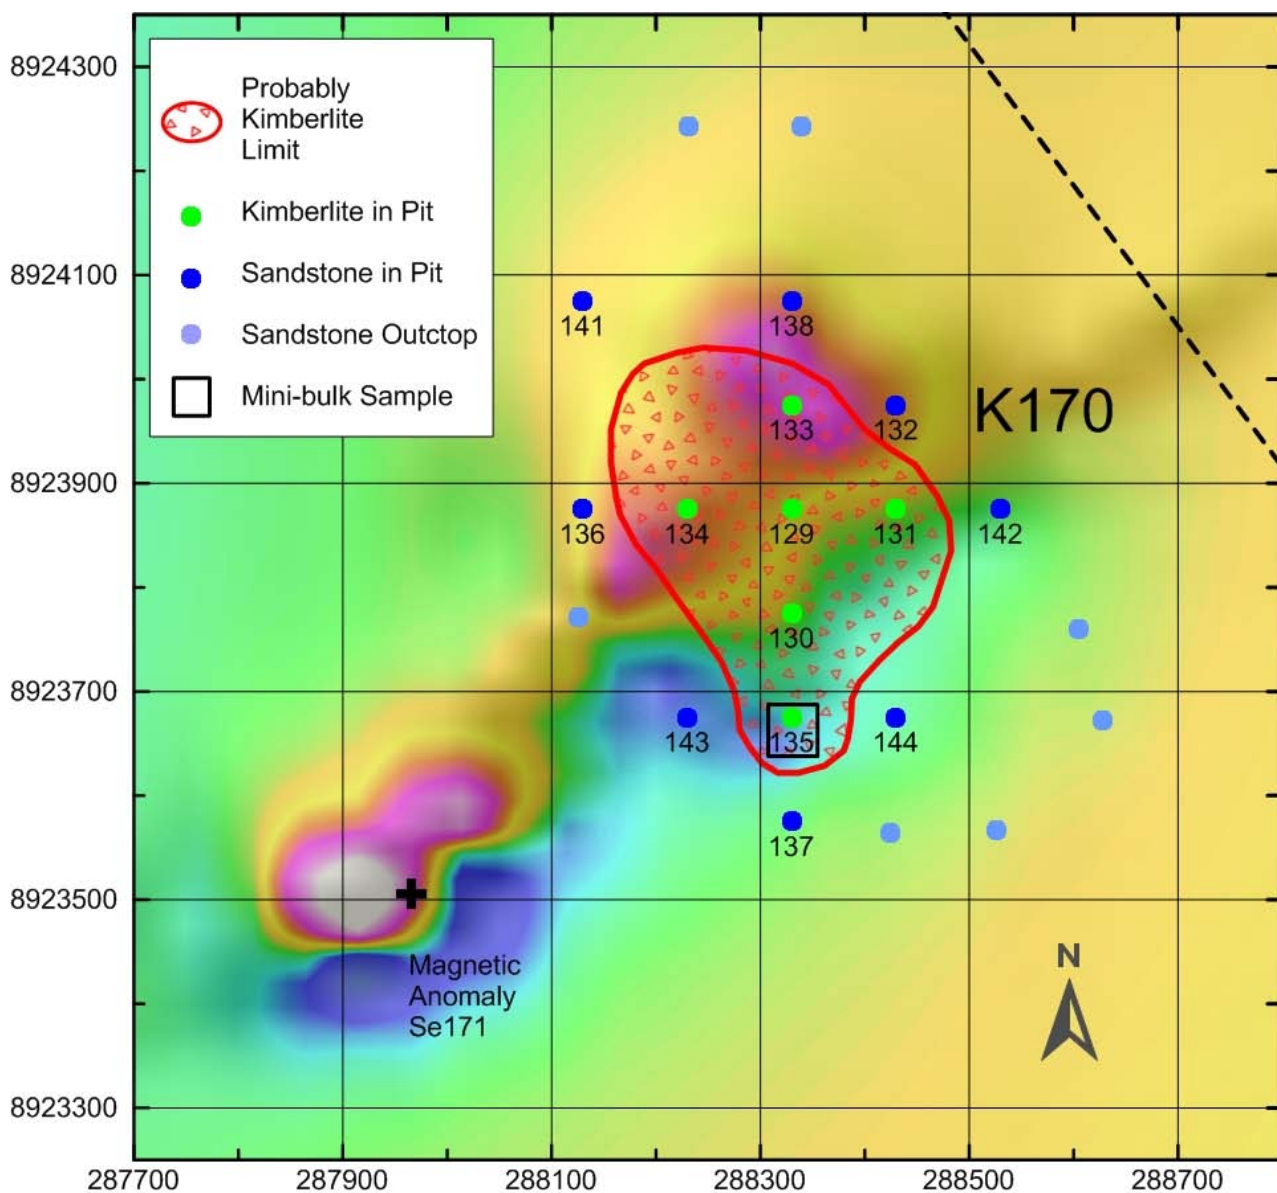 8924300
8924100
8923900
8923700
8923500
8923300
Probably
Kimberlite
Limit
Kimberlite in Pit
Sandstone in Pit
Sandstone Outctop
Mini-bulk Sample
141
138
K170
133
132
136
134
129
131
142
130
143
135
144
137
Magnetic
Anomaly
Se171
N
287700
287900
288100
288300
288500
288700